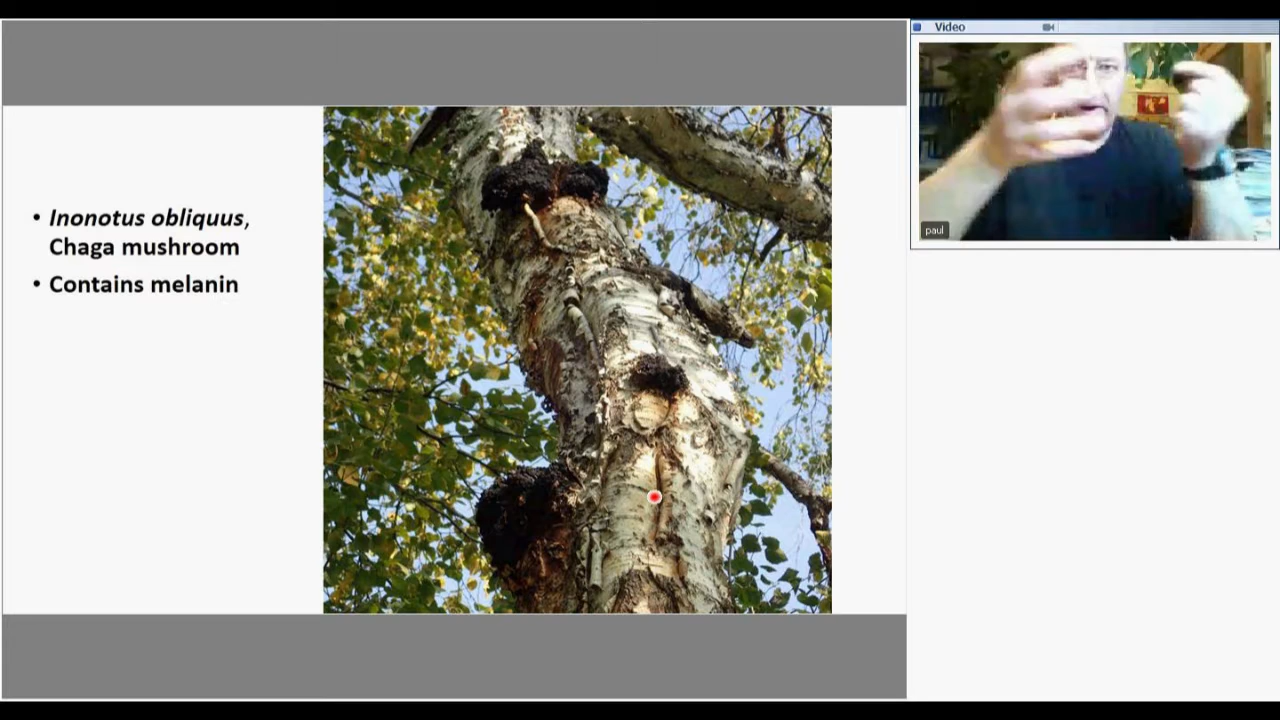 Video
• Inonotus obliquus,
Chaga mushroom
• Contains melanin
paul